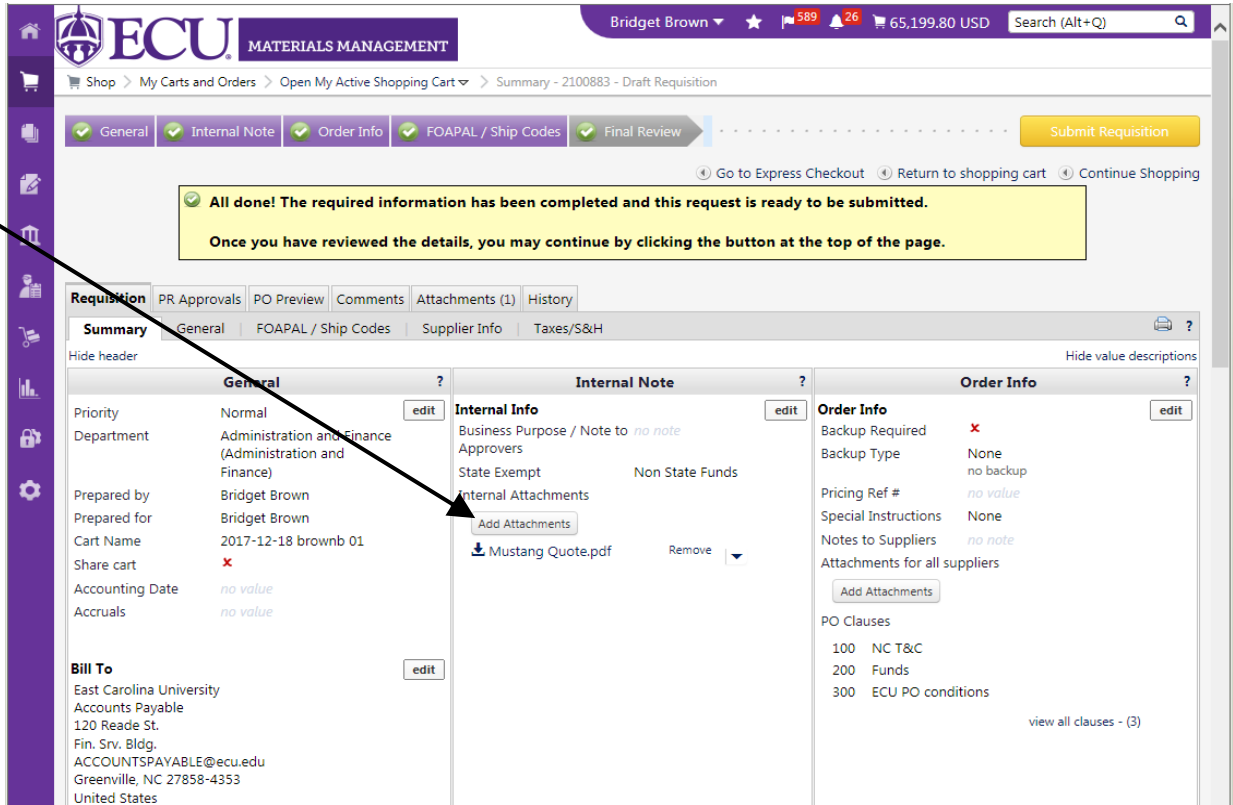 ECU® MATERIALS MANAGEMENT
Bridget Brown 589 26 65,199.80 USD Search (Alt+Q)
Shop > My Carts and Orders > Open My Active Shopping Cart > Summary - 2100883 - Draft Requisition
General Internal Note Order Info FOAPAL / Ship Codes Final Review Submit Requisition
Go to Express Checkout Return to shopping cart Continue Shopping
All done! The required information has been completed and this request is ready to be submitted.
Once you have reviewed the details, you may continue by clicking the button at the top of the page.
Requisition PR Approvals PO Preview Comments Attachments (1) History
Summary General FOAPAL / Ship Codes Supplier Info Taxes/S&H ?
Hide header Hide value descriptions
General ?
Priority Normal edit
Department Administration and Finance
(Administration and
Finance)
Prepared by Bridget Brown
Prepared for Bridget Brown
Cart Name 2017-12-18 brownb 01
Share cart
Accounting Date no value
Accruals no value
Bill To edit
East Carolina University
Accounts Payable
120 Reade St.
Fin. Srv. Bldg.
ACCOUNTSPAYABLE@ecu.edu
Greenville, NC 27858-4353
United States
Internal Note ?
Internal Info edit
Business Purpose / Note to no note
Approvers
State Exempt Non State Funds
Internal Attachments
Add Attachments
Mustang Quote.pdf Remove
Order Info ?
Order Info edit
Backup Required
Backup Type None
no backup
Pricing Ref # no value
Special Instructions None
Notes to Suppliers no note
Attachments for all suppliers
Add Attachments
PO Clauses
100 NC T&C
200 Funds
300 ECU PO conditions
view all clauses - (3)